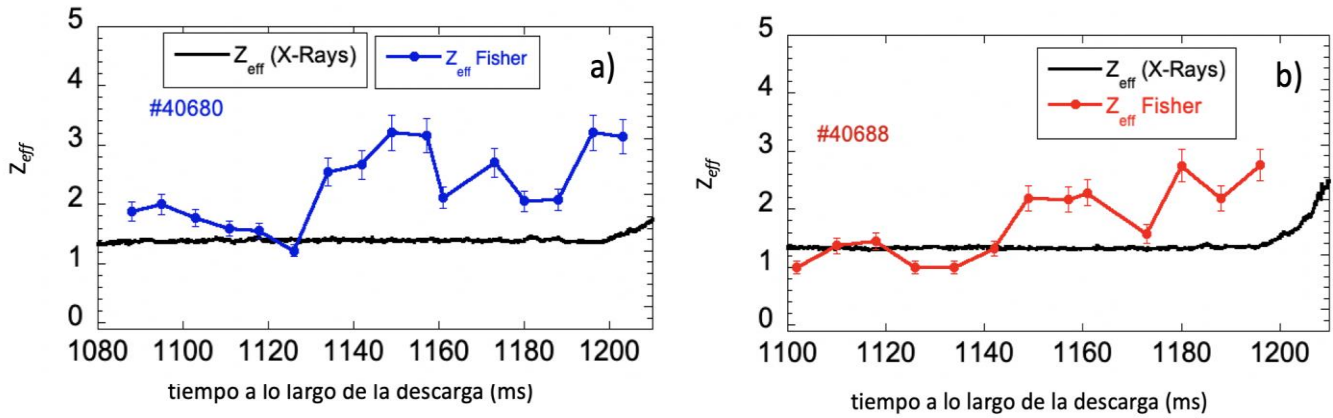 5
4
3
2
1
0
Z_eff
Z_eff (X-Rays)
Z_eff Fisher
a)
#40680
1080 1100 1120 1140 1160 1180 1200
tiempo a lo largo de la descarga (ms)
5
4
3
2
1
0
Z_eff
Z_eff (X-Rays)
Z_eff Fisher
b)
#40688
1100 1120 1140 1160 1180 1200
tiempo a lo largo de la descarga (ms)